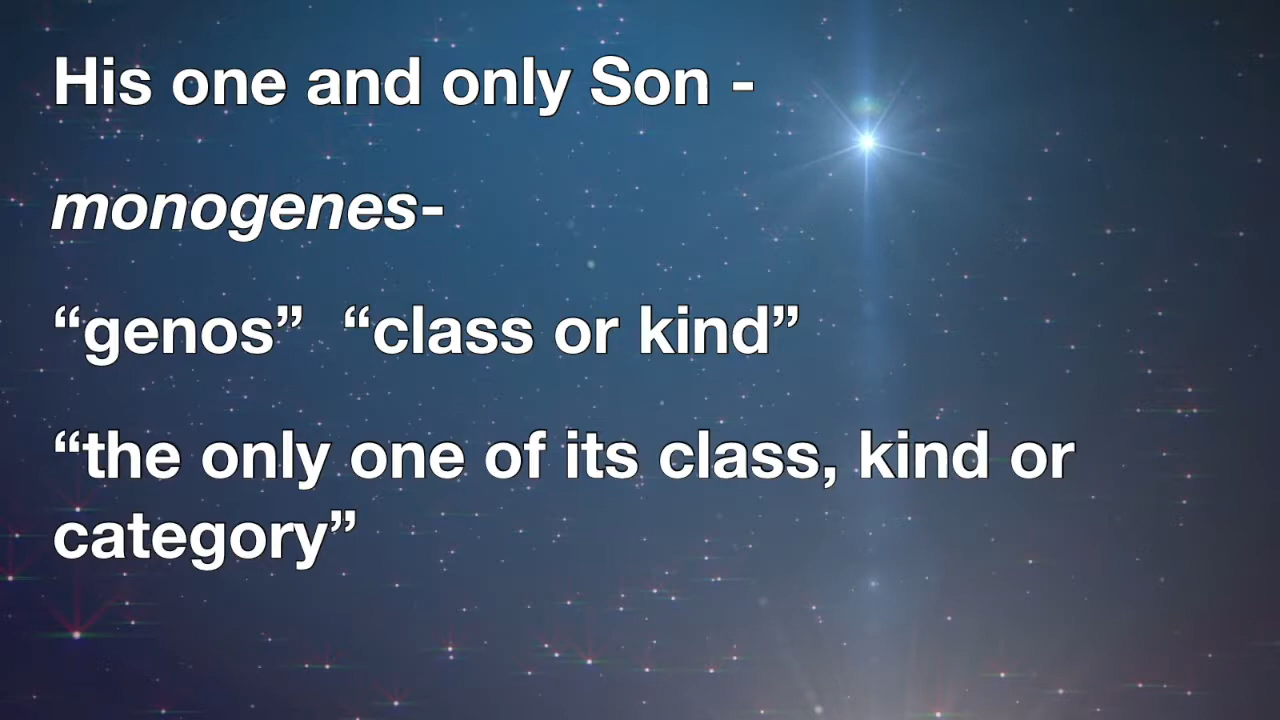 His one and only Son -
monogenes-
“genos”  “class or kind”
“the only one of its class, kind or
category”